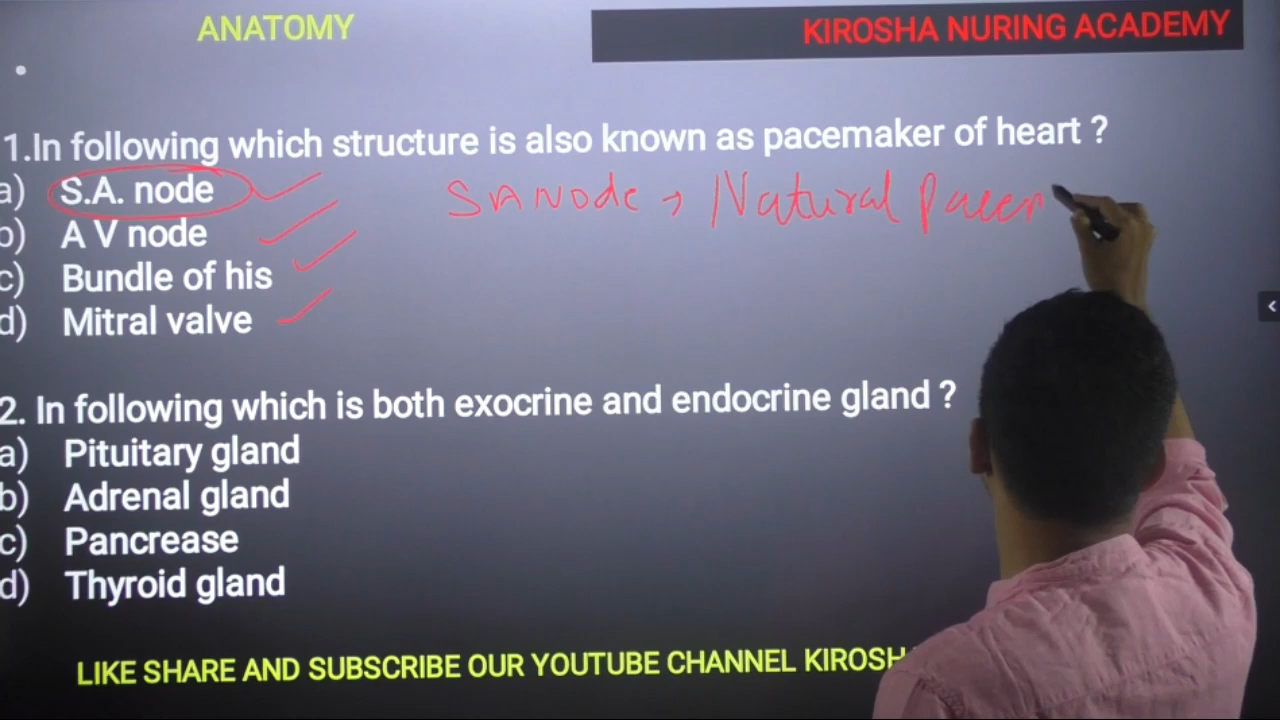 ANATOMY
KIROSHA NURING ACADEMY
1.In following which structure is also known as pacemaker of heart ?
a) S.A. node
SA Node → Natural Pacem
b) A V node
c) Bundle of his
d) Mitral valve
2. In following which is both exocrine and endocrine gland ?
a) Pituitary gland
b) Adrenal gland
c) Pancrease
d) Thyroid gland
LIKE SHARE AND SUBSCRIBE OUR YOUTUBE CHANNEL KIROSH